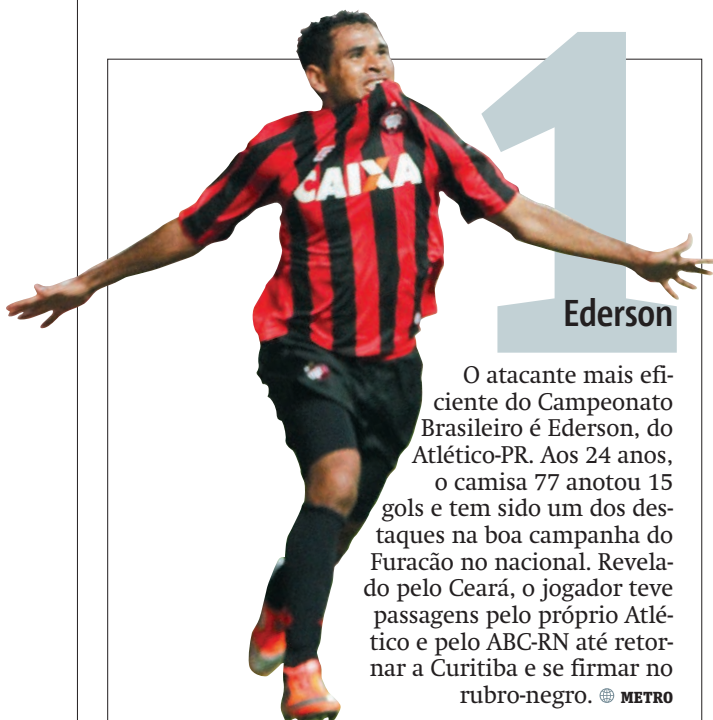 CAIXA
1
Ederson
O atacante mais efi-
ciente do Campeonato
Brasileiro é Ederson, do
Atlético-PR. Aos 24 anos,
o camisa 77 anotou 15
gols e tem sido um dos des-
taques na boa campanha do
Furacão no nacional. Revela-
do pelo Ceará, o jogador teve
passagens pelo próprio Atlé-
tico e pelo ABC-RN até retor-
nar a Curitiba e se firmar no
rubro-negro. METRO